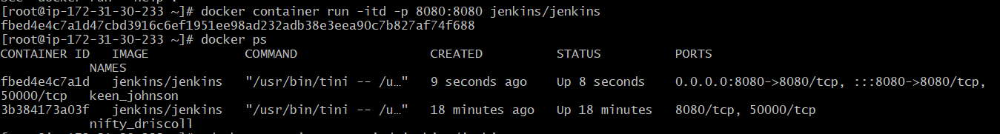 [root@ip-172-31-30-233 ~]# docker container run -itd -p 8080:8080 jenkins/jenkins
fbed4e4c7a1d47cbd3916c6ef1951ee98ad232adb38e3eea90c7b827af74f688
[root@ip-172-31-30-233 ~]# docker ps
CONTAINER ID   IMAGE             COMMAND                  CREATED          STATUS          PORTS
NAMES
fbed4e4c7a1d   jenkins/jenkins   "/usr/bin/tini -- /u…"   9 seconds ago    Up 8 seconds    0.0.0.0:8080->8080/tcp, :::8080->8080/tcp,
50000/tcp   keen_johnson
3b384173a03f   jenkins/jenkins   "/usr/bin/tini -- /u…"   18 minutes ago   Up 18 minutes   8080/tcp, 50000/tcp
nifty_driscoll